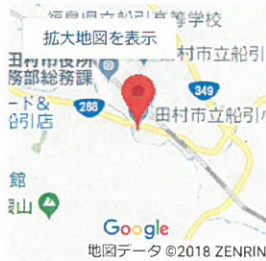 福島県立船引高等学校
拡大地図を表示
村市立船引
田村市役所
務部総務課
349
288
ード&
田村市立船引小
引店
館
山
Google
地図データ ©2018 ZENRIN